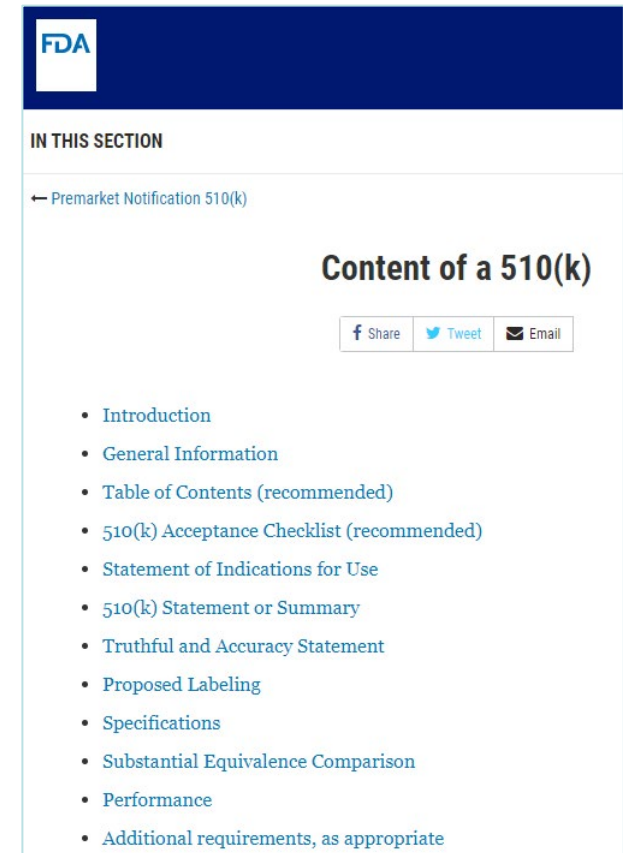 FDA
IN THIS SECTION
← Premarket Notification 510(k)
Content of a 510(k)
f Share Tweet Email
• Introduction
• General Information
• Table of Contents (recommended)
• 510(k) Acceptance Checklist (recommended)
• Statement of Indications for Use
• 510(k) Statement or Summary
• Truthful and Accuracy Statement
• Proposed Labeling
• Specifications
• Substantial Equivalence Comparison
• Performance
• Additional requirements, as appropriate